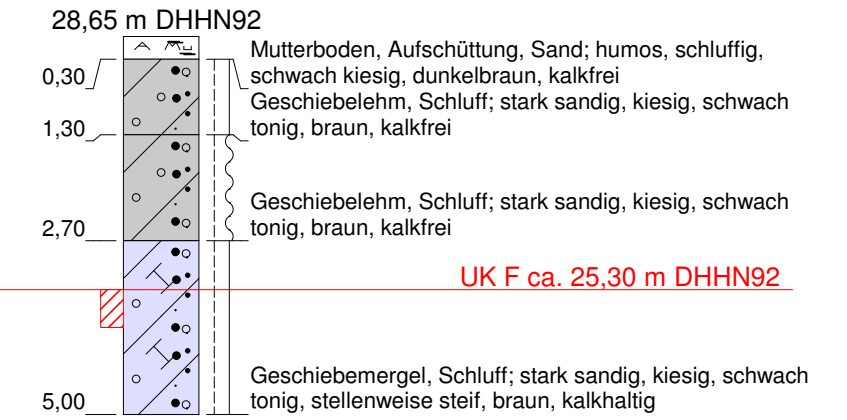 28,65 m DHHN92
Mutterboden, Aufschüttung, Sand; humos, schluffig,
0,30
schwach kiesig, dunkelbraun, kalkfrei
Geschiebelehm, Schluff; stark sandig, kiesig, schwach
1,30
tonig, braun, kalkfrei
Geschiebelehm, Schluff; stark sandig, kiesig, schwach
2,70
tonig, braun, kalkfrei
UK F ca. 25,30 m DHHN92
Geschiebemergel, Schluff; stark sandig, kiesig, schwach
5,00
tonig, stellenweise steif, braun, kalkhaltig